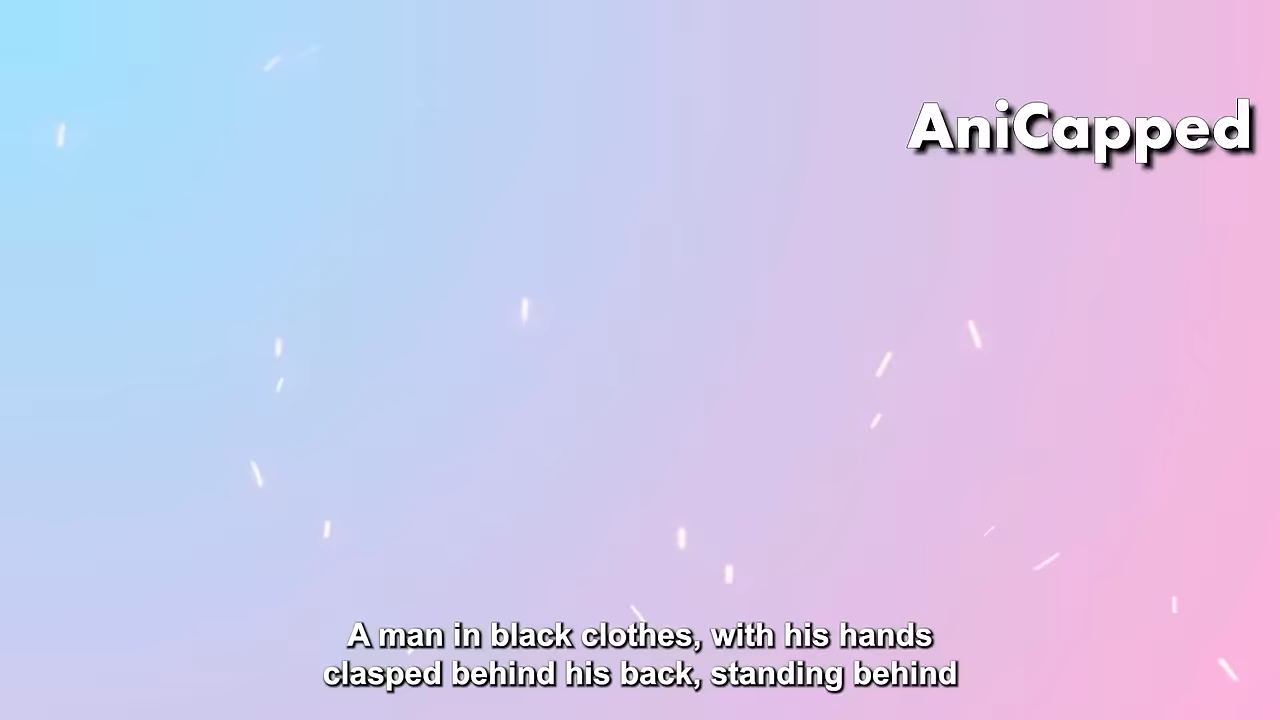 AniCapped
A man in black clothes, with his hands
clasped behind his back, standing behind